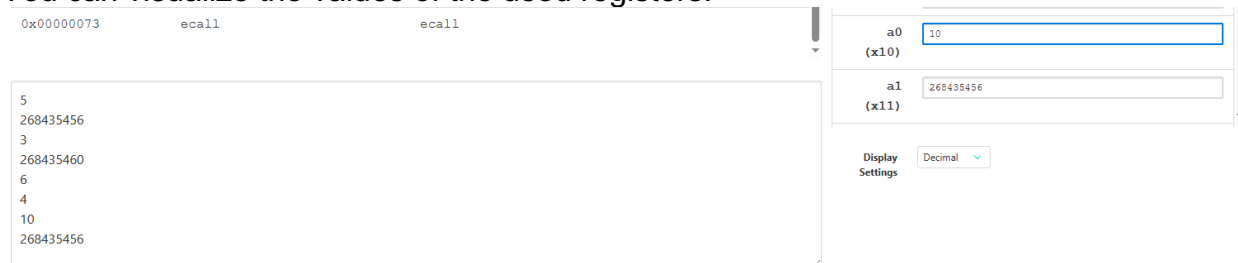 You can visualize the values of the used registers.
0x00000073 ecall ecall
5
268435456
3
268435460
6
4
10
268435456
a0
(x10)
10
a1
(x11)
268435456
Display
Settings
Decimal